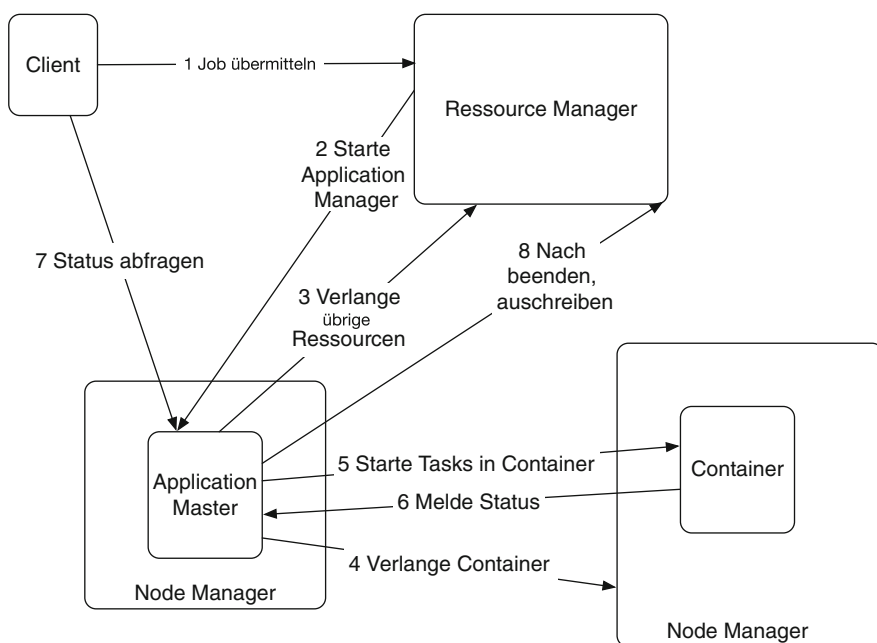 Client
1 Job übermitteln
Ressource Manager
2 Starte
Application
Manager
7 Status abfragen
8 Nach
beenden,
auschreiben
3 Verlange
übrige
Ressourcen
Application
Master
5 Starte Tasks in Container
Container
6 Melde Status
4 Verlange Container
Node Manager
Node Manager